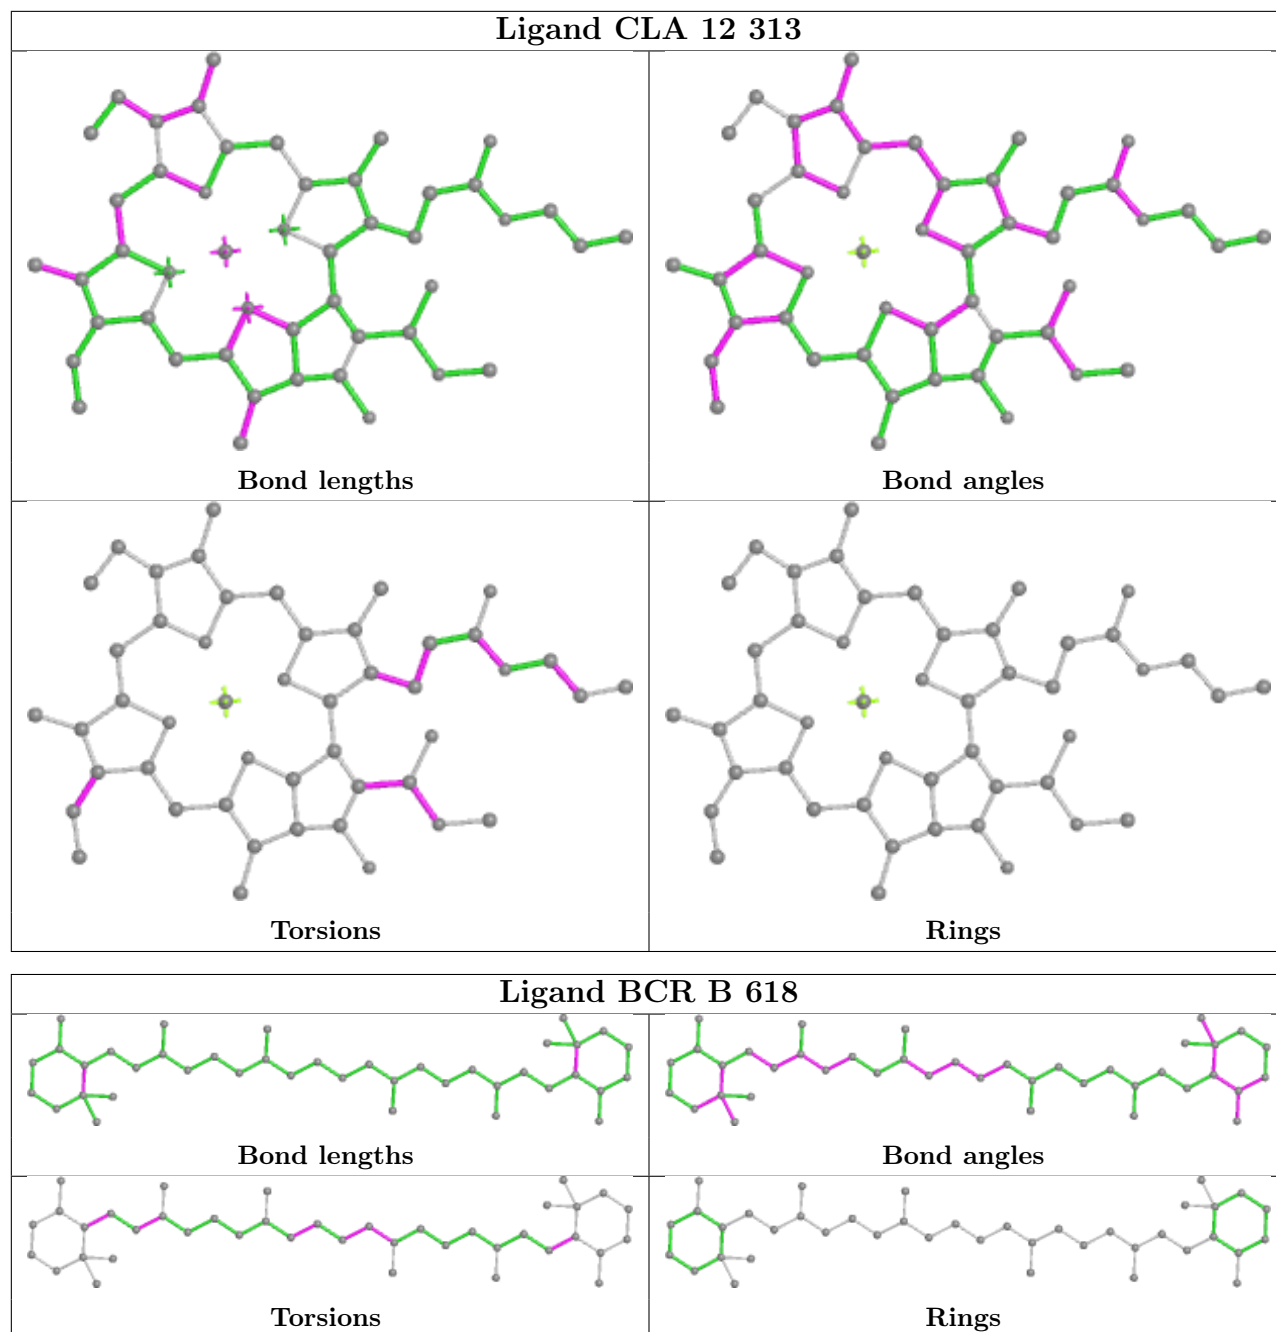 Ligand CLA 12 313
Bond lengths
Bond angles
Torsions
Rings
Ligand BCR B 618
Bond lengths
Bond angles
Torsions
Rings